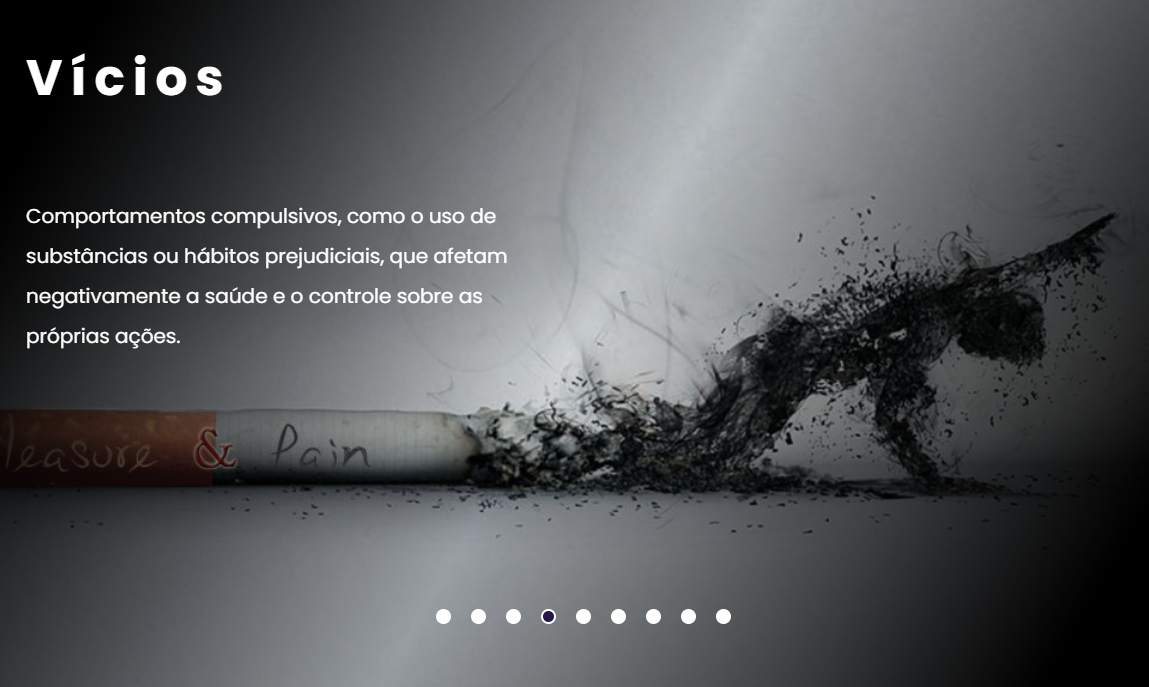 Vícios
Comportamentos compulsivos, como o uso de
substâncias ou hábitos prejudiciais, que afetam
negativamente a saúde e o controle sobre as
próprias ações.
leasure & Pain